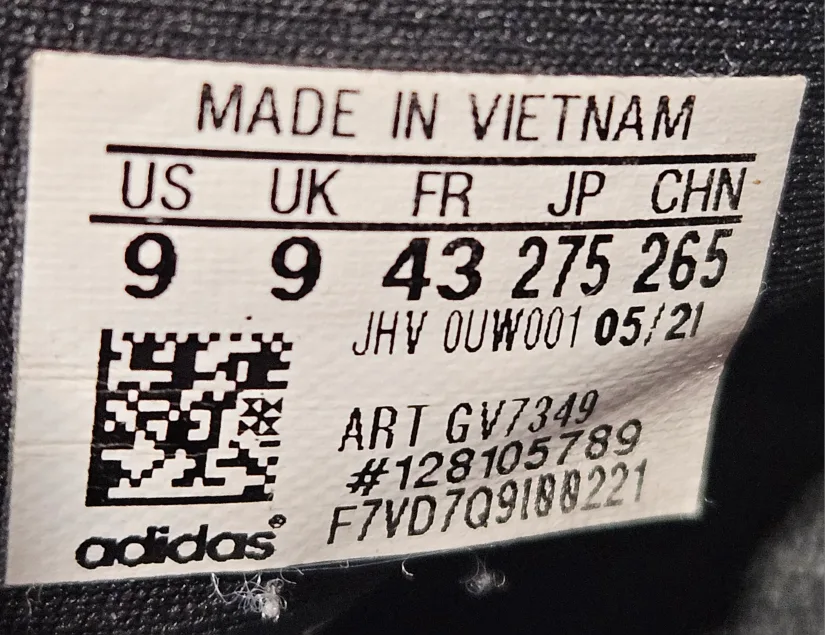 MADE IN VIETNAM
US UK FR JP CHN
9 9 43 275 265
JHV 0UW001 05/21
ART GV7349
#128105789
F7VD7Q9I00221
adidas®